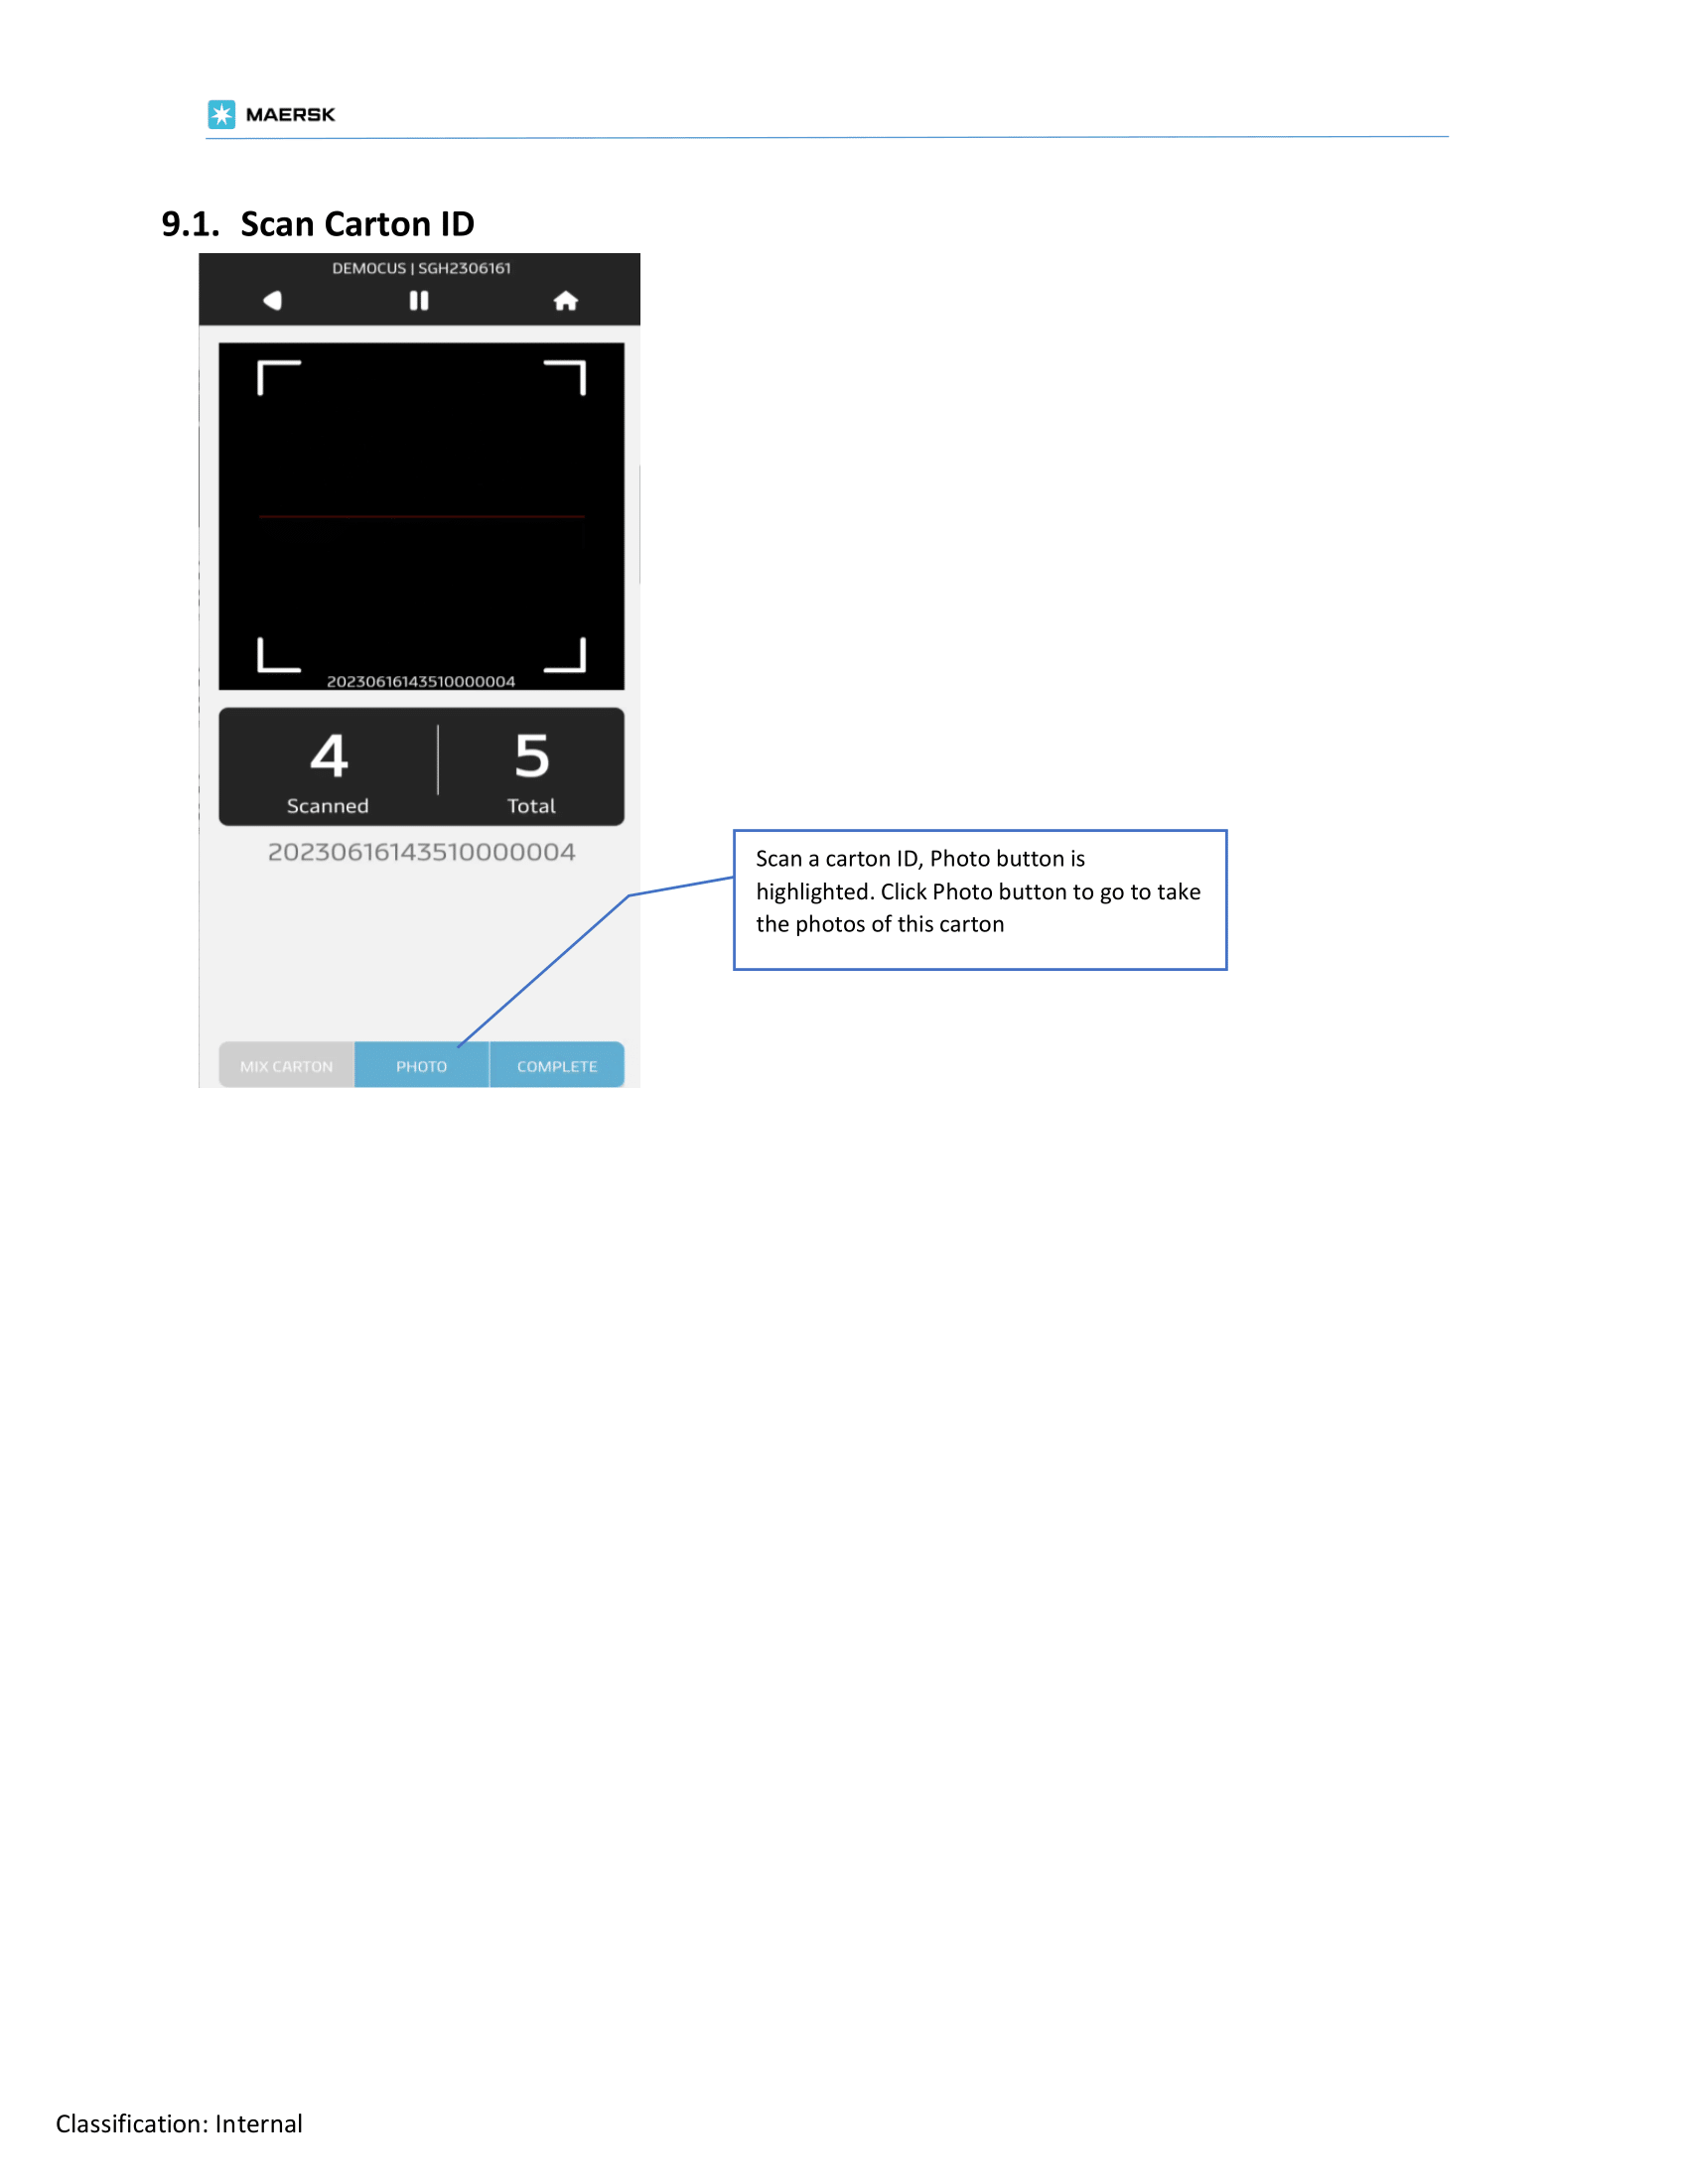 MAERSK
9.1. Scan Carton ID
DEMOCUS | SGH2306161
20230616143510000004
4 5
Scanned Total
20230616143510000004
Scan a carton ID, Photo button is
highlighted. Click Photo button to go to take
the photos of this carton
MIX CARTON PHOTO COMPLETE
Classification: Internal